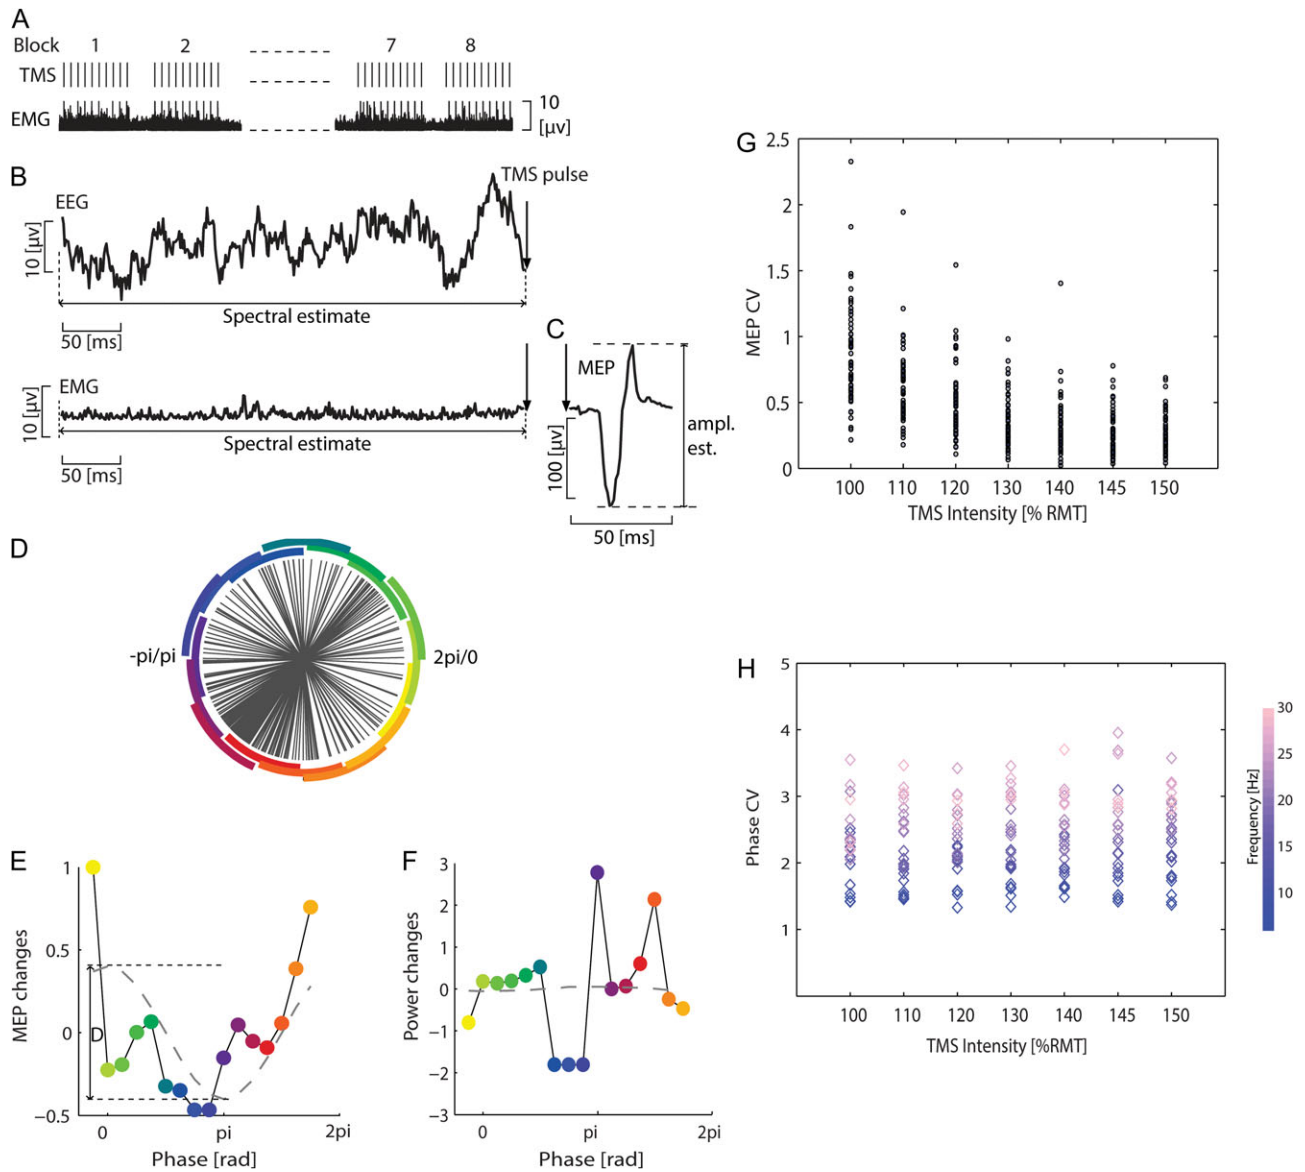 A
Block 1 2 7 8
TMS
EMG
10
[µv]
B
TMS pulse
EEG
10 [µv]
Spectral estimate
50 [ms]
EMG
10 [µv]
Spectral estimate
50 [ms]
C
MEP
100 [µv]
ampl.
est.
50 [ms]
D
-pi/pi
2pi/0
E
1
0.5
0
−0.5
MEP changes
D
0 pi 2pi
Phase [rad]
F
3
2
1
0
−1
−2
−3
Power changes
0 pi 2pi
Phase [rad]
G
2.5
2
1.5
1
0.5
0
MEP CV
100 110 120 130 140 145 150
TMS Intensity [% RMT]
H
5
4
3
2
1
Phase CV
100 110 120 130 140 145 150
TMS Intensity [%RMT]
30
25
20
15
10
Frequency [Hz]